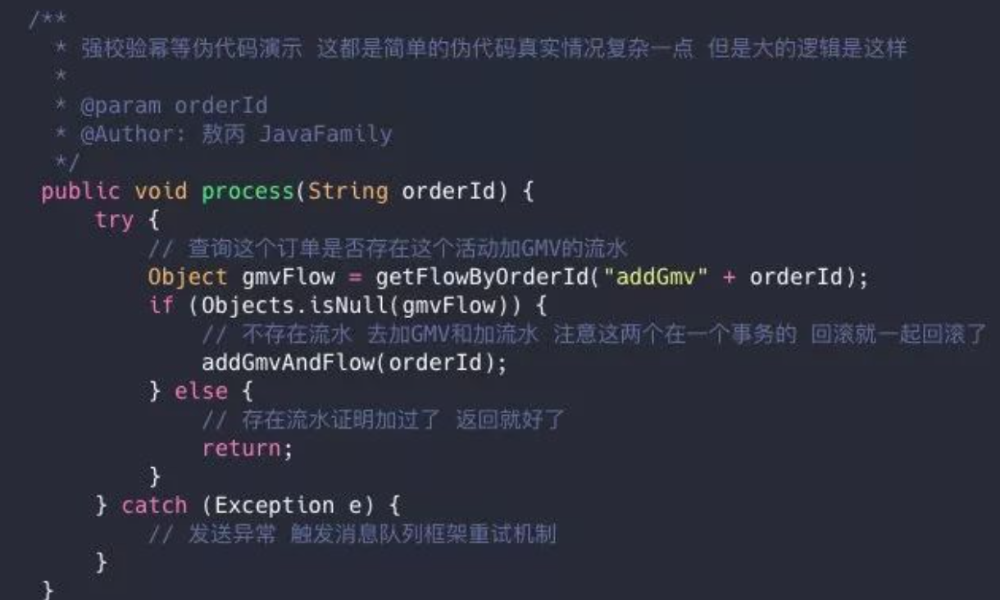 /**
 * 强校验幂等伪代码演示 这都是简单的伪代码真实情况复杂一点 但是大的逻辑是这样
 *
 * @param orderId
 * @Author: 敖丙 JavaFamily
 */
public void process(String orderId) {
    try {
        // 查询这个订单是否存在这个活动加GMV的流水
        Object gmvFlow = getFlowByOrderId("addGmv" + orderId);
        if (Objects.isNull(gmvFlow)) {
            // 不存在流水 去加GMV和加流水 注意这两个在一个事务的 回滚就一起回滚了
            addGmvAndFlow(orderId);
        } else {
            // 存在流水证明加过了 返回就好了
            return;
        }
    } catch (Exception e) {
        // 发送异常 触发消息队列框架重试机制
    }
}